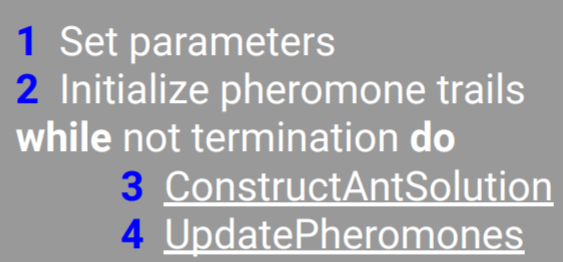 1 Set parameters
2 Initialize pheromone trails
while not termination do
3 ConstructAntSolution
4 UpdatePheromones